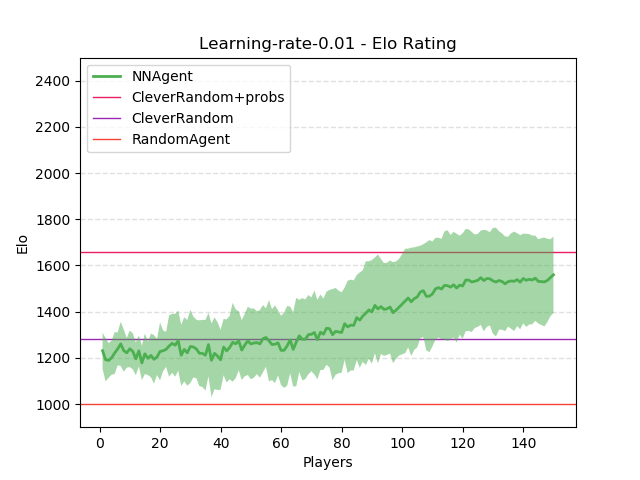 Learning-rate-0.01 - Elo Rating
NNAgent
CleverRandom+probs
CleverRandom
RandomAgent
2400
2200
2000
1800
1600
1400
1200
1000
Elo
0 20 40 60 80 100 120 140
Players